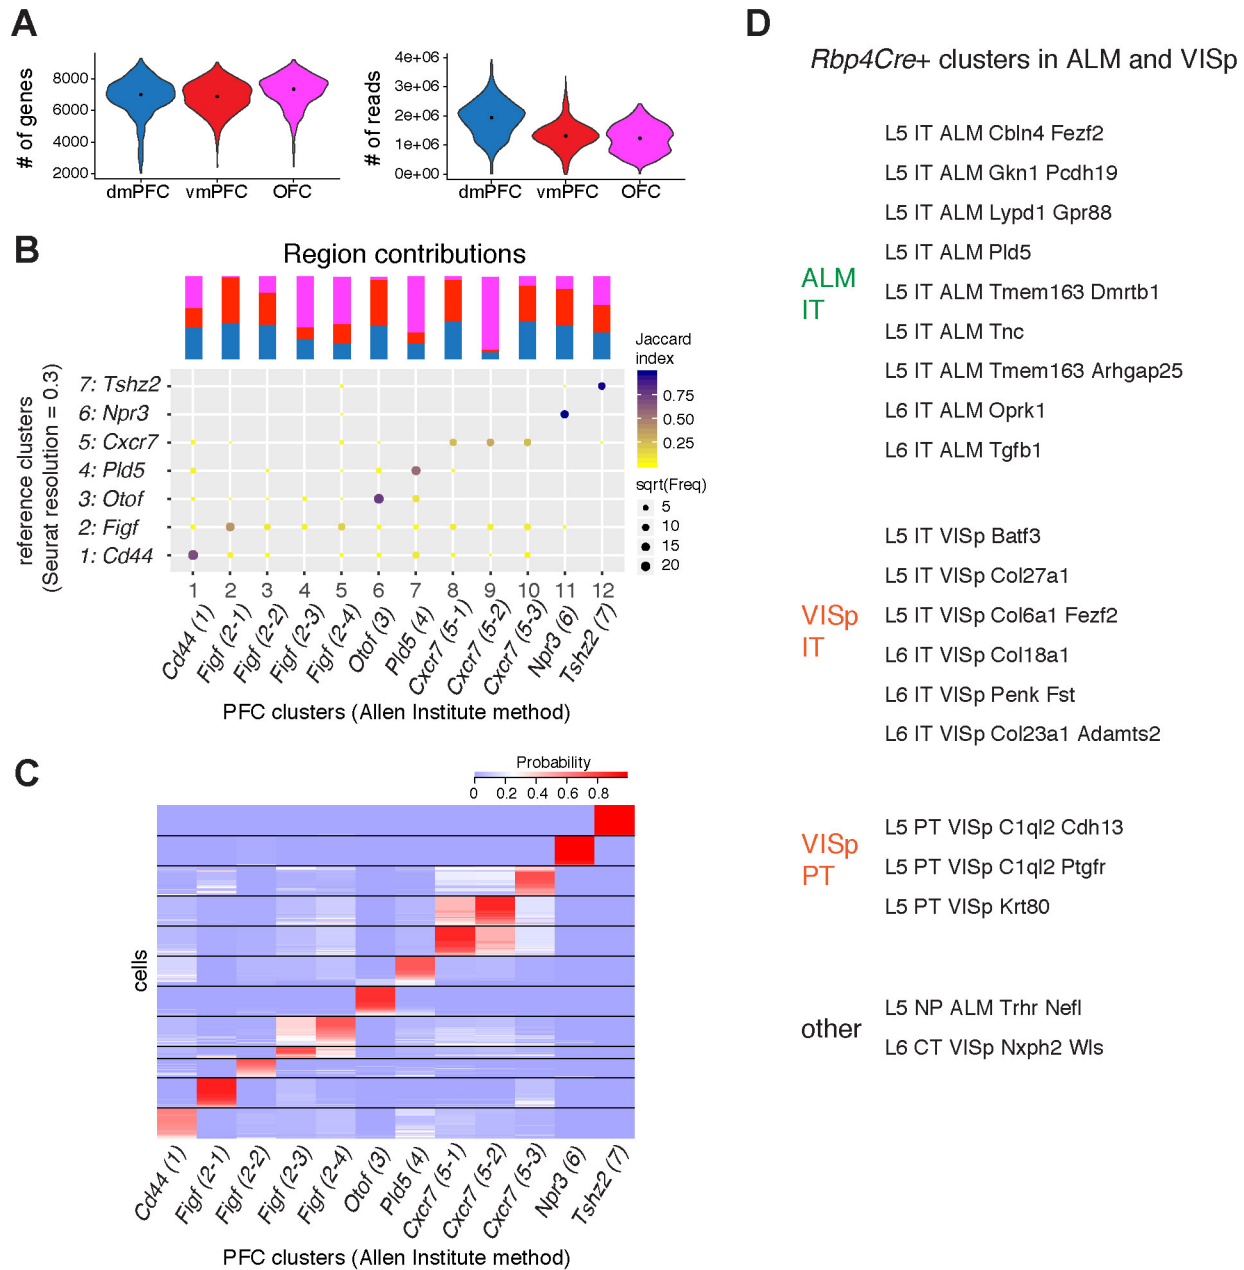 A
# of genes
8000
6000
4000
2000
dmPFC
vmPFC
OFC
# of reads
4e+06
3e+06
2e+06
1e+06
0e+00
dmPFC
vmPFC
OFC
B
Region contributions
reference clusters
(Seurat resolution = 0.3)
7: Tshz2
6: Npr3
5: Cxcr7
4: Pld5
3: Otof
2: Figf
1: Cd44
1
2
3
4
5
6
7
8
9
10
11
12
Cd44 (1)
Figf (2-1)
Figf (2-2)
Figf (2-3)
Figf (2-4)
Otof (3)
Pld5 (4)
Cxcr7 (5-1)
Cxcr7 (5-2)
Cxcr7 (5-3)
Npr3 (6)
Tshz2 (7)
PFC clusters (Allen Institute method)
Jaccard
index
0.75
0.50
0.25
sqrt(Freq)
5
10
15
20
C
Probability
0
0.2
0.4
0.6
0.8
cells
Cd44 (1)
Figf (2-1)
Figf (2-2)
Figf (2-3)
Figf (2-4)
Otof (3)
Pld5 (4)
Cxcr7 (5-1)
Cxcr7 (5-2)
Cxcr7 (5-3)
Npr3 (6)
Tshz2 (7)
PFC clusters (Allen Institute method)
D
Rbp4Cre+ clusters in ALM and VISp
ALM
IT
L5 IT ALM Cbln4 Fezf2
L5 IT ALM Gkn1 Pcdh19
L5 IT ALM Lypd1 Gpr88
L5 IT ALM Pld5
L5 IT ALM Tmem163 Dmrtb1
L5 IT ALM Tnc
L5 IT ALM Tmem163 Arhgap25
L6 IT ALM Oprk1
L6 IT ALM Tgfb1
VISp
IT
L5 IT VISp Batf3
L5 IT VISp Col27a1
L5 IT VISp Col6a1 Fezf2
L6 IT VISp Col18a1
L6 IT VISp Penk Fst
L6 IT VISp Col23a1 Adamts2
VISp
PT
L5 PT VISp C1ql2 Cdh13
L5 PT VISp C1ql2 Ptgfr
L5 PT VISp Krt80
other
L5 NP ALM Trhr Nefl
L6 CT VISp Nxph2 Wls